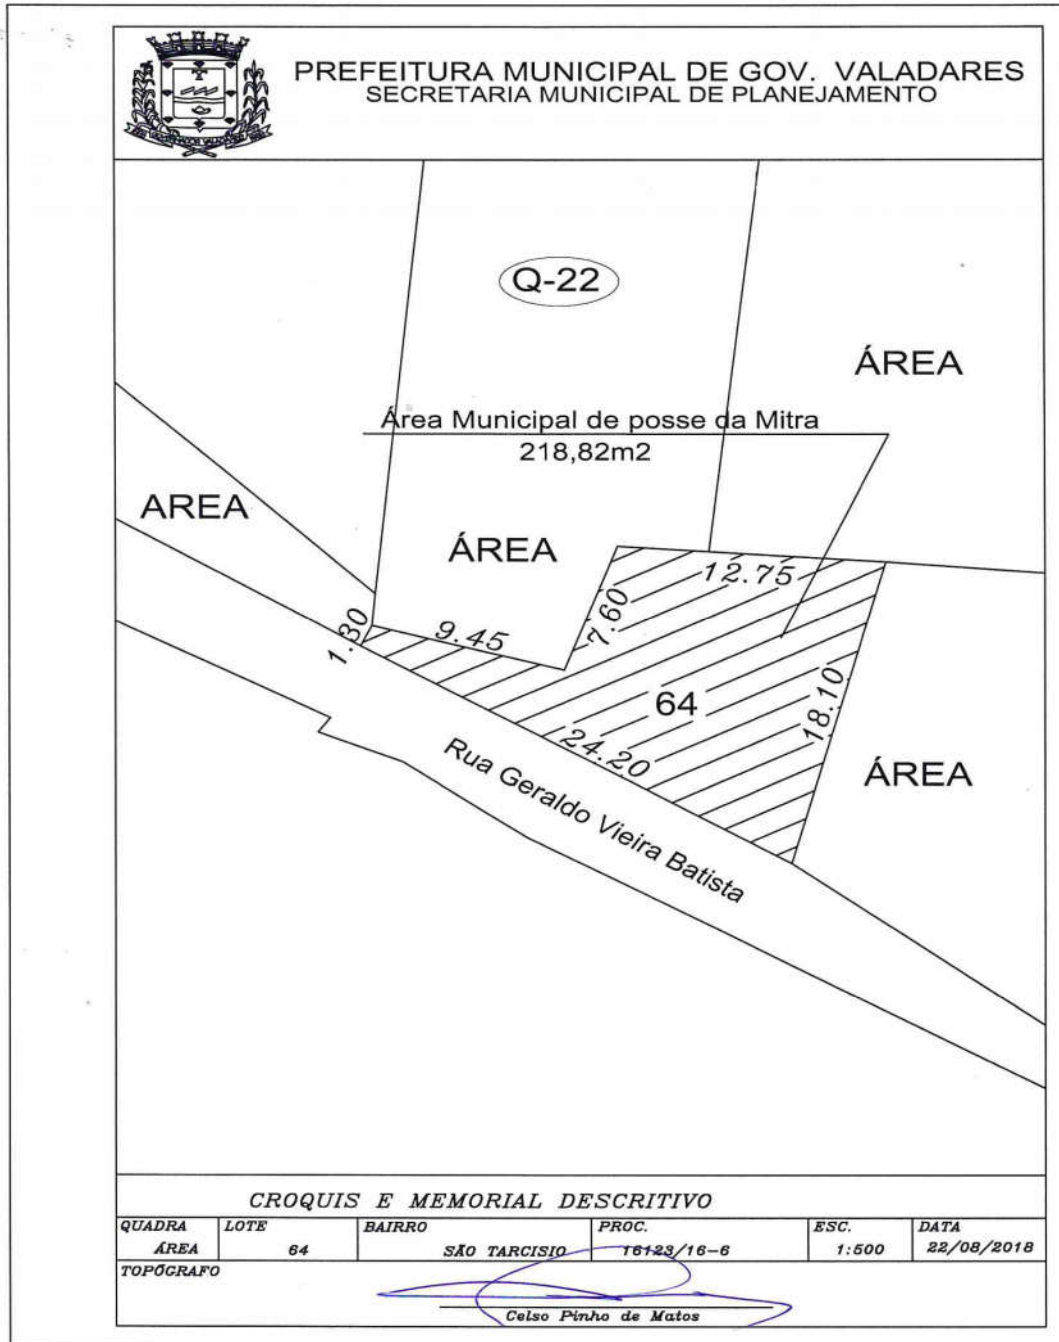 PREFEITURA MUNICIPAL DE GOV. VALADARES
SECRETARIA MUNICIPAL DE PLANEJAMENTO
Q-22
ÁREA
Área Municipal de posse da Mitra
218,82m2
AREA
ÁREA
12.75
7.60
1.30
9.45
64
18.10
24.20
ÁREA
Rua Geraldo Vieira Batista
CROQUIS E MEMORIAL DESCRITIVO
QUADRA LOTE BAIRRO PROC. ESC. DATA
ÁREA 64 SÃO TARCISIO 16123/16-6 1:500 22/08/2018
TOPÓGRAFO
Celso Pinho de Matos